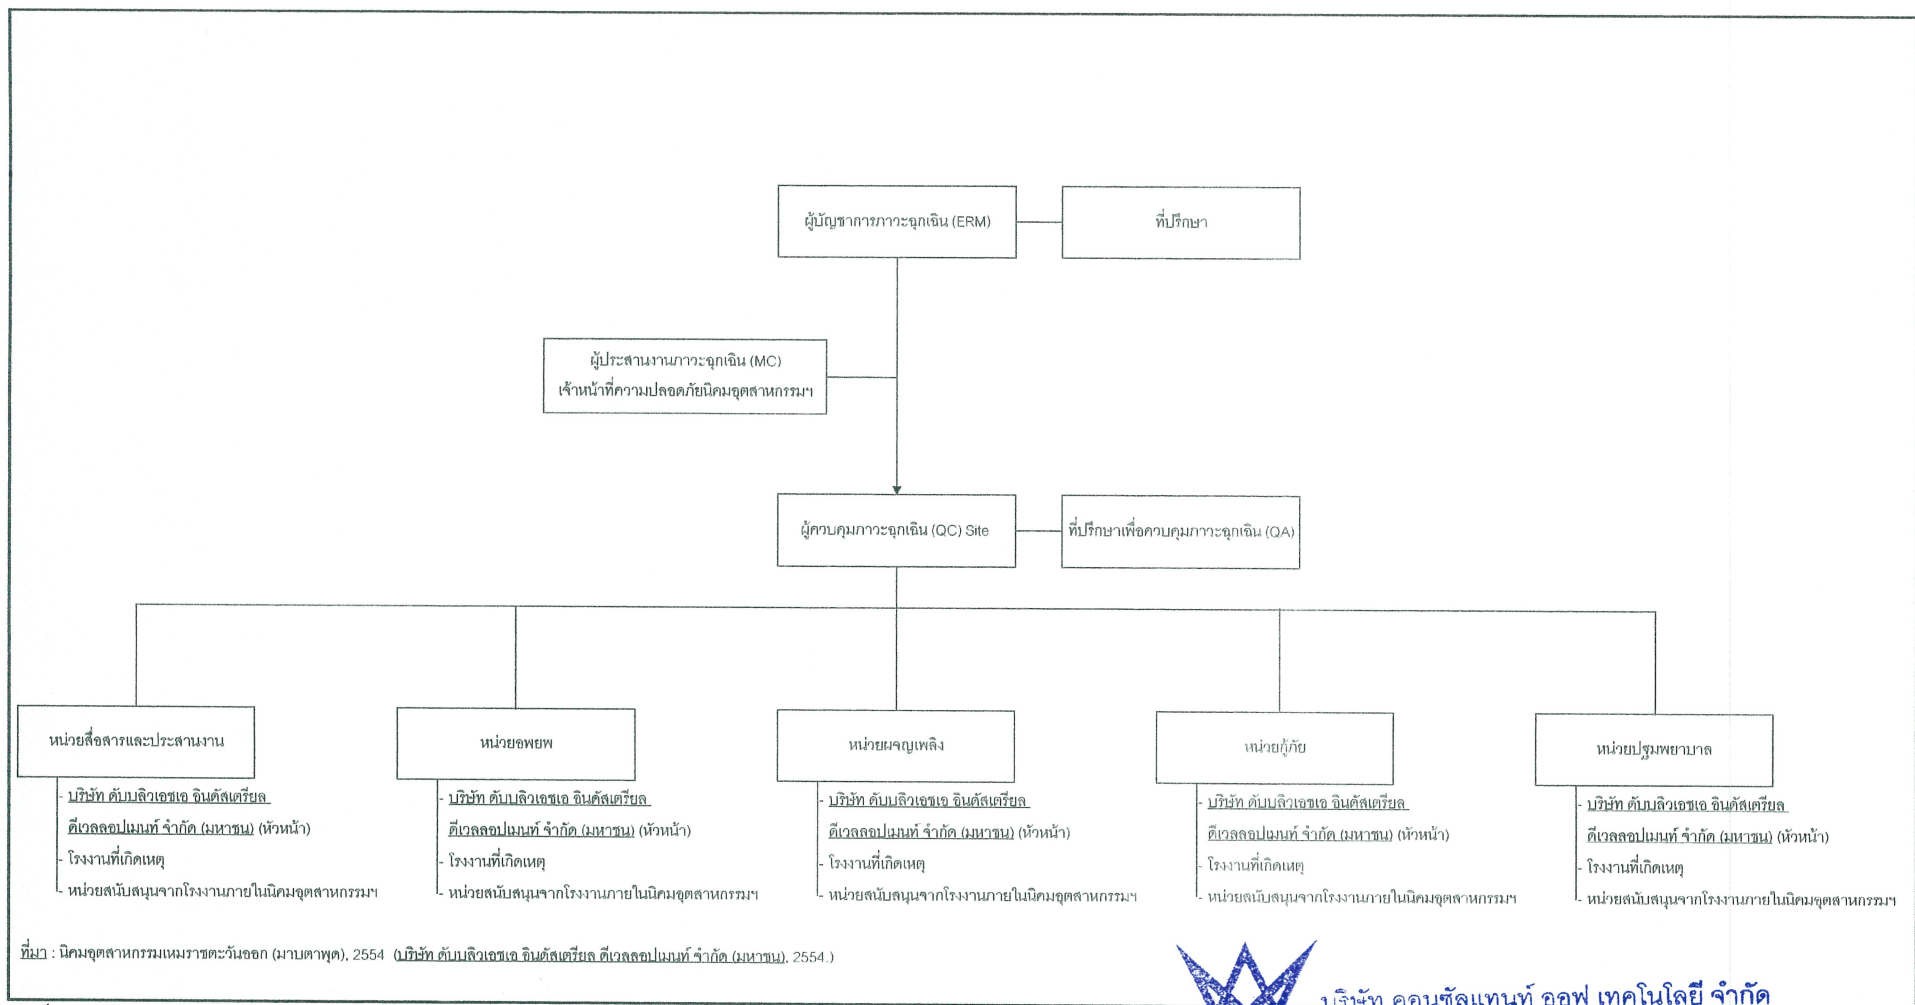 ผู้บัญชาการภาวะฉุกเฉิน (ERM)
ที่ปรึกษา
ผู้ประสานงานภาวะฉุกเฉิน (MC)
เจ้าหน้าที่ความปลอดภัยนิคมอุตสาหกรรมฯ
ผู้ควบคุมภาวะฉุกเฉิน (QC) Site
ที่ปรึกษาเพื่อควบคุมภาวะฉุกเฉิน (QA)
หน่วยสื่อสารและประสานงาน
- บริษัท ดับบลิวเอชเอ อินดัสเตรียล
ดีเวลลอปเมนท์ จำกัด (มหาชน) (หัวหน้า)
- โรงงานที่เกิดเหตุ
- หน่วยสนับสนุนจากโรงงานภายในนิคมอุตสาหกรรมฯ
หน่วยอพยพ
- บริษัท ดับบลิวเอชเอ อินดัสเตรียล
ดีเวลลอปเมนท์ จำกัด (มหาชน) (หัวหน้า)
- โรงงานที่เกิดเหตุ
- หน่วยสนับสนุนจากโรงงานภายในนิคมอุตสาหกรรมฯ
หน่วยผจญเพลิง
- บริษัท ดับบลิวเอชเอ อินดัสเตรียล
ดีเวลลอปเมนท์ จำกัด (มหาชน) (หัวหน้า)
- โรงงานที่เกิดเหตุ
- หน่วยสนับสนุนจากโรงงานภายในนิคมอุตสาหกรรมฯ
หน่วยกู้ภัย
- บริษัท ดับบลิวเอชเอ อินดัสเตรียล
ดีเวลลอปเมนท์ จำกัด (มหาชน) (หัวหน้า)
- โรงงานที่เกิดเหตุ
- หน่วยสนับสนุนจากโรงงานภายในนิคมอุตสาหกรรมฯ
หน่วยปฐมพยาบาล
- บริษัท ดับบลิวเอชเอ อินดัสเตรียล
ดีเวลลอปเมนท์ จำกัด (มหาชน) (หัวหน้า)
- โรงงานที่เกิดเหตุ
- หน่วยสนับสนุนจากโรงงานภายในนิคมอุตสาหกรรมฯ
ที่มา : นิคมอุตสาหกรรมเหมราชตะวันออก (มาบตาพุด), 2554 (บริษัท ดับบลิวเอชเอ อินดัสเตรียล ดีเวลลอปเมนท์ จำกัด (มหาชน), 2554.)
บริษัท คอนซัลแทนท์ ออฟ เทคโนโลยี จำกัด